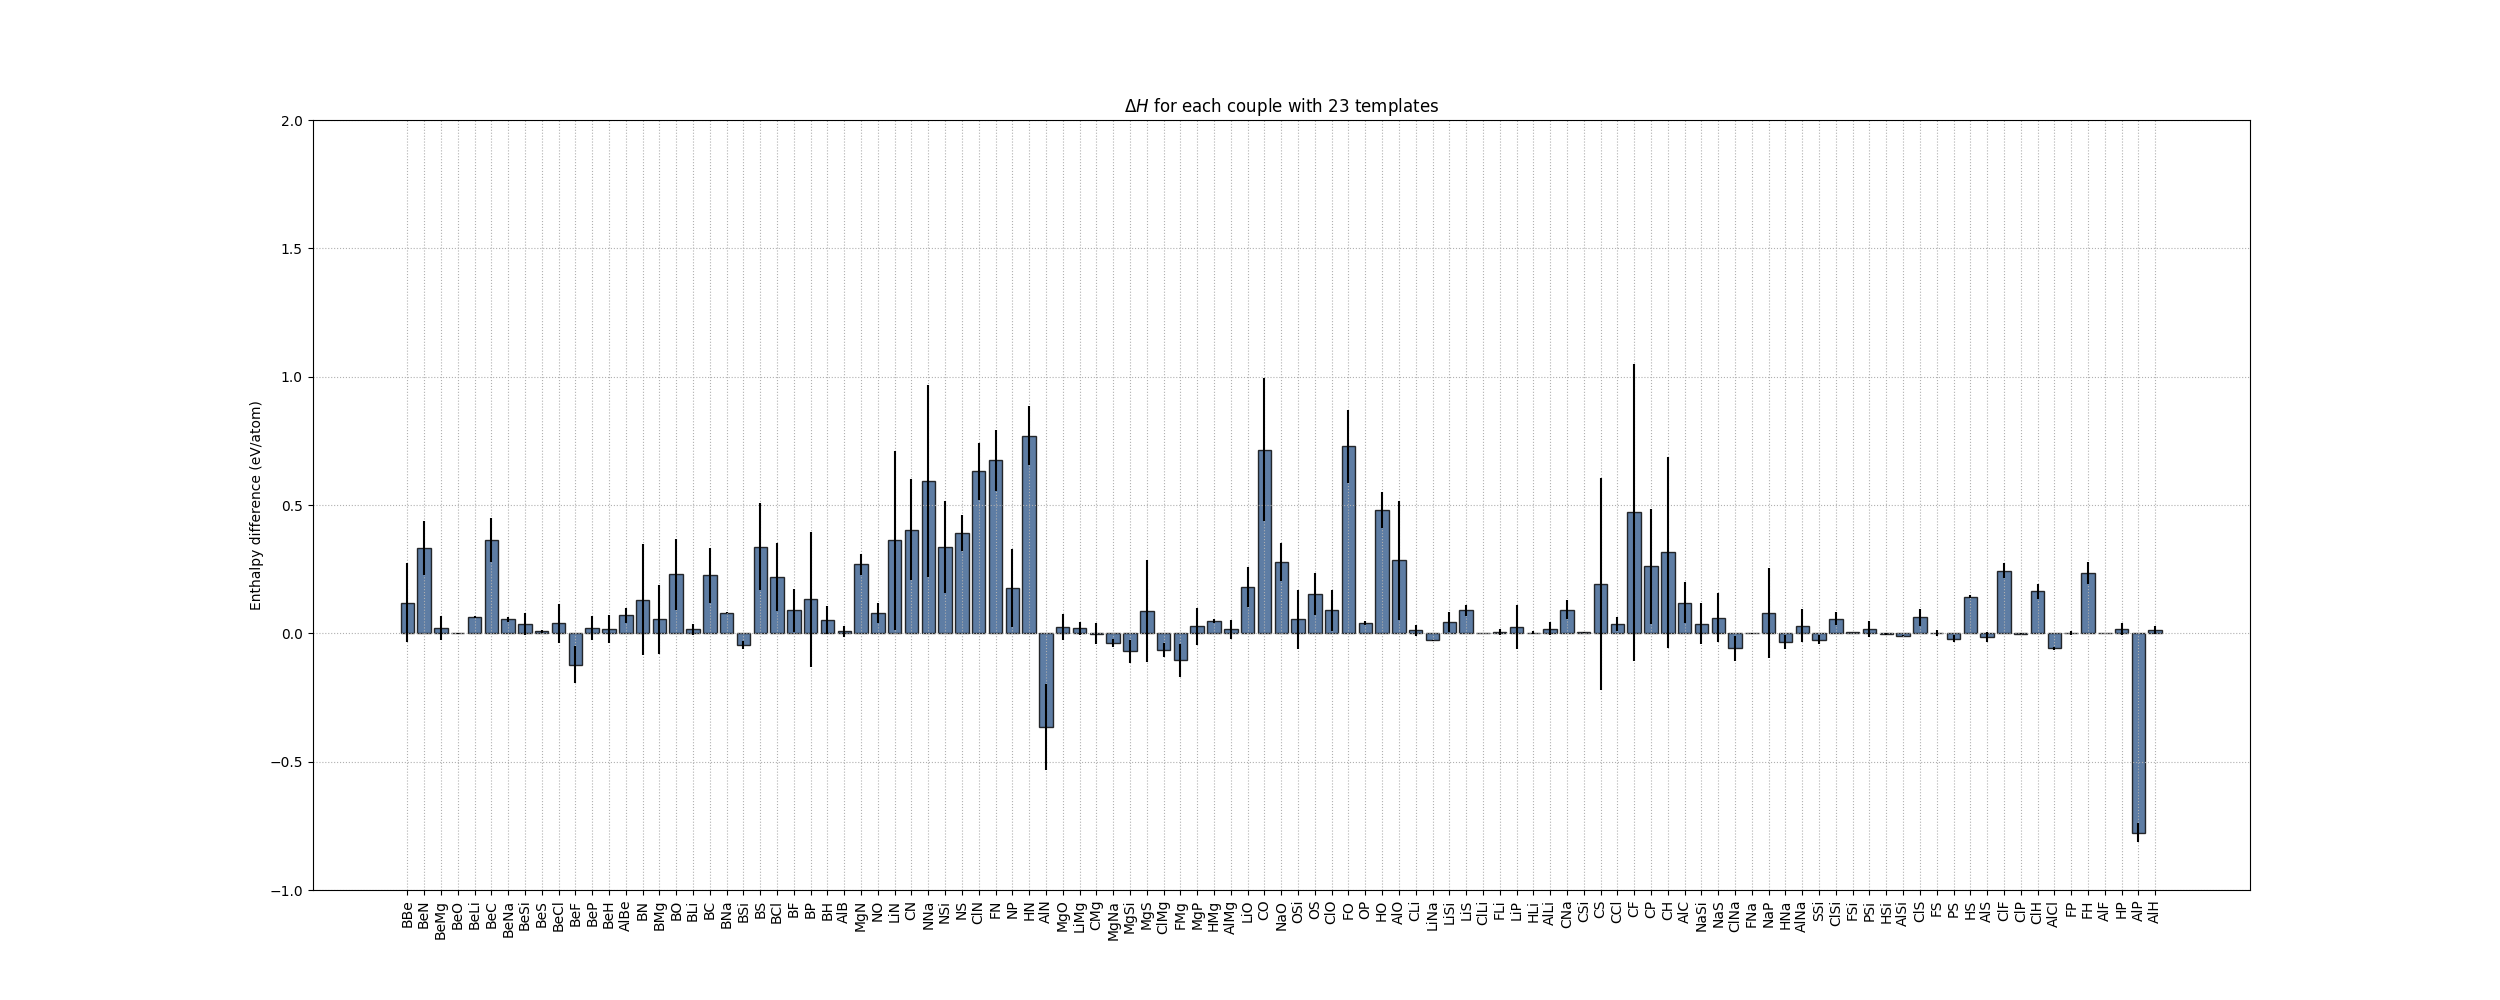 ΔH for each couple with 23 templates
Enthalpy difference (eV/atom)
2.0
1.5
1.0
0.5
0.0
−0.5
−1.0
BBe
BeN
BeMg
BeO
BeLi
BeC
BeNa
BeSi
BeS
BeCl
BeF
BeP
BeH
AlBe
BN
BMg
BO
BLi
BC
BNa
BSi
BS
BCl
BF
BP
BH
AlB
MgN
NO
LiN
CN
NNa
NSi
NS
ClN
FN
NP
HN
AlN
MgO
LiMg
CMg
MgNa
MgSi
MgS
ClMg
FMg
MgP
HMg
AlMg
LiO
CO
NaO
OSi
OS
ClO
FO
OP
HO
AlO
CLi
LiNa
LiSi
LiS
ClLi
FLi
LiP
HLi
AlLi
CNa
CSi
CS
CCl
CF
CP
CH
AlC
NaSi
NaS
ClNa
FNa
NaP
HNa
AlNa
SSi
ClSi
FSi
PSi
HSi
AlSi
ClS
FS
PS
HS
AlS
ClF
ClP
ClH
AlCl
FP
FH
AlF
HP
AlP
AlH